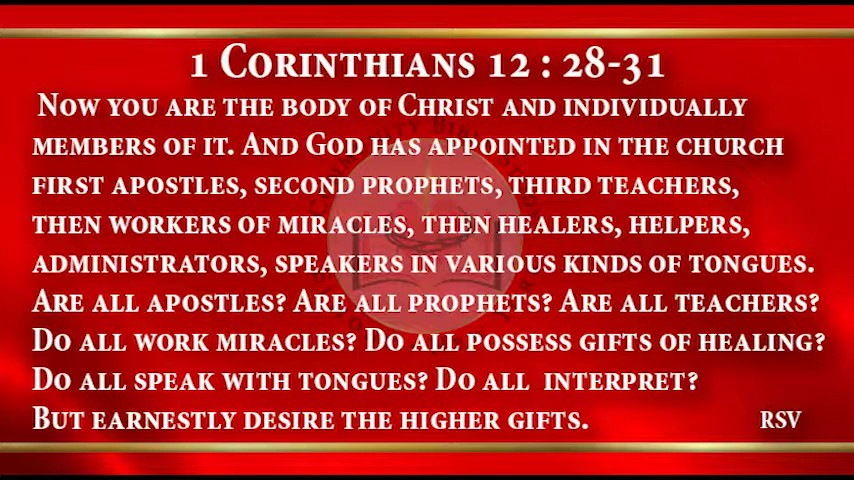 1 Corinthians 12 : 28-31
Now you are the body of Christ and individually
members of it. And God has appointed in the church
first apostles, second prophets, third teachers,
then workers of miracles, then healers, helpers,
administrators, speakers in various kinds of tongues.
Are all apostles? Are all prophets? Are all teachers?
Do all work miracles? Do all possess gifts of healing?
Do all speak with tongues? Do all interpret?
But earnestly desire the higher gifts. RSV